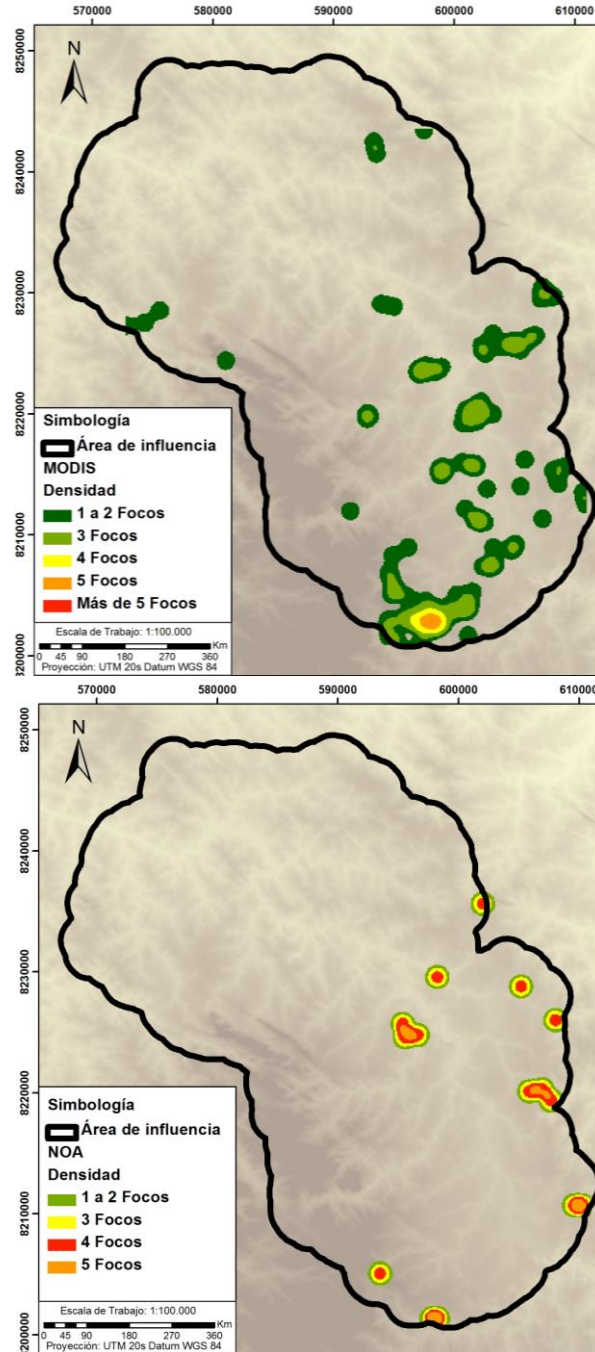 570000 580000 590000 600000 610000
8250000
N
8240000
8230000
8220000
8210000
8200000
Simbología
Área de influencia
MODIS
Densidad
1 a 2 Focos
3 Focos
4 Focos
5 Focos
Más de 5 Focos
Escala de Trabajo: 1:100.000
Km
0 45 90 180 270 360
Proyección: UTM 20s Datum WGS 84
570000 580000 590000 600000 610000
8250000
N
8240000
8230000
8220000
8210000
8200000
Simbología
Área de influencia
NOA
Densidad
1 a 2 Focos
3 Focos
4 Focos
5 Focos
Escala de Trabajo: 1:100.000
Km
0 45 90 180 270 360
Proyección: UTM 20s Datum WGS 84